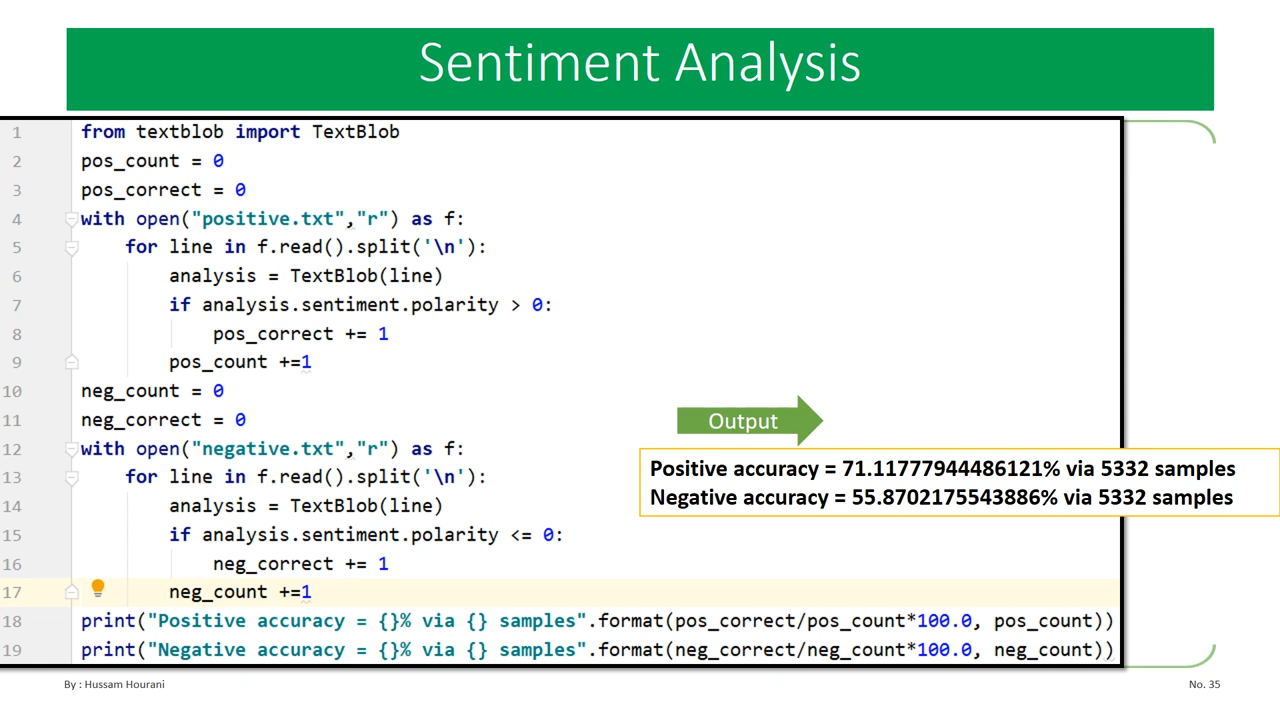 Sentiment Analysis
1 from textblob import TextBlob
2 pos_count = 0
3 pos_correct = 0
4 with open("positive.txt","r") as f:
5     for line in f.read().split('\n'):
6         analysis = TextBlob(line)
7         if analysis.sentiment.polarity > 0:
8             pos_correct += 1
9         pos_count +=1
10 neg_count = 0
11 neg_correct = 0
12 with open("negative.txt","r") as f:
13     for line in f.read().split('\n'):
14         analysis = TextBlob(line)
15         if analysis.sentiment.polarity <= 0:
16             neg_correct += 1
17         neg_count +=1
18 print("Positive accuracy = {}% via {} samples".format(pos_correct/pos_count*100.0, pos_count))
19 print("Negative accuracy = {}% via {} samples".format(neg_correct/neg_count*100.0, neg_count))
Output
Positive accuracy = 71.11777944486121% via 5332 samples
Negative accuracy = 55.8702175543886% via 5332 samples
By : Hussam Hourani
No. 35